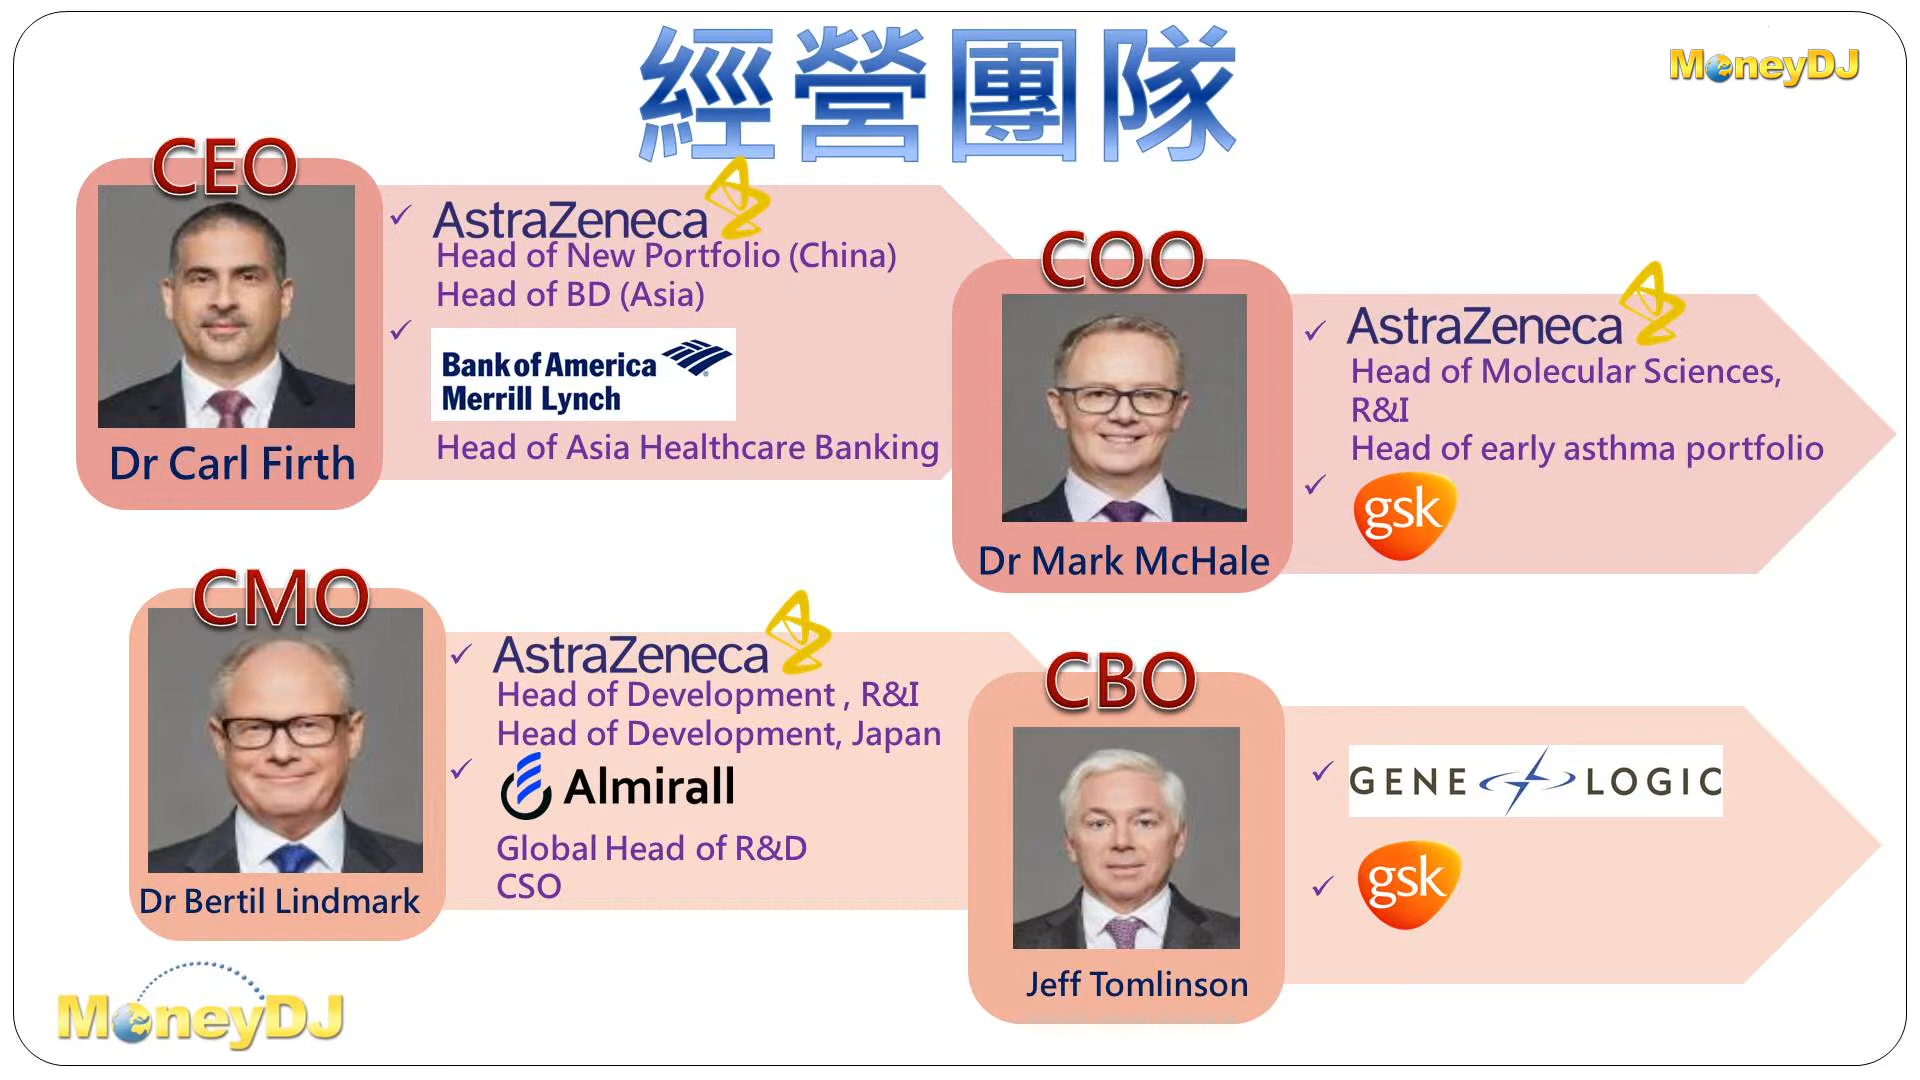 經營團隊
MoneyDJ
CEO
AstraZeneca
Head of New Portfolio (China)
Head of BD (Asia)
Bank of America
Merrill Lynch
Head of Asia Healthcare Banking
Dr Carl Firth
COO
AstraZeneca
Head of Molecular Sciences,
R&I
Head of early asthma portfolio
gsk
Dr Mark McHale
CMO
AstraZeneca
Head of Development , R&I
Head of Development, Japan
Almirall
Global Head of R&D
CSO
Dr Bertil Lindmark
CBO
GENE LOGIC
gsk
Jeff Tomlinson
MoneyDJ